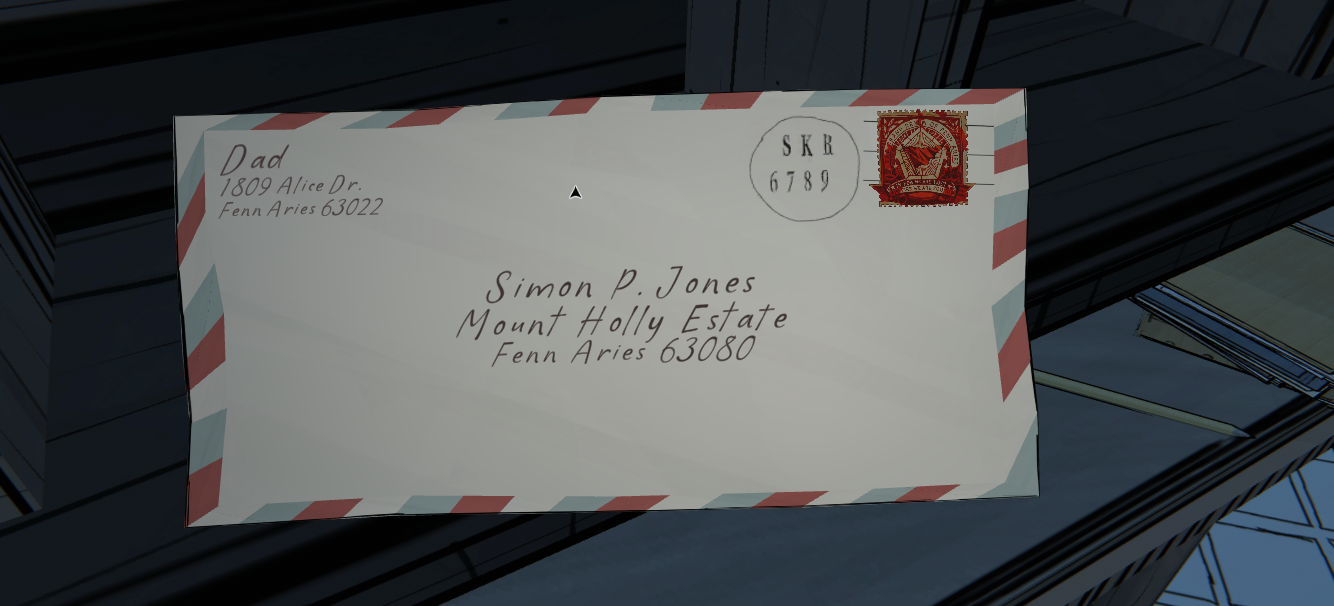 Dad
1809 Alice Dr.
Fenn Aries 63022
SKR
6789
Simon P. Jones
Mount Holly Estate
Fenn Aries 63080